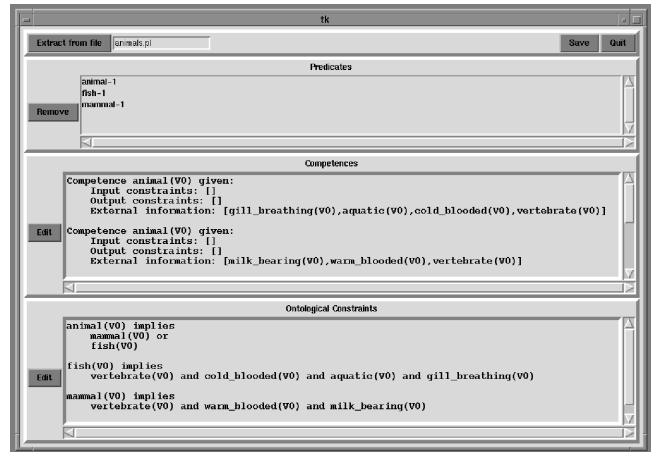 tk
Extract from file animals.pl Save Quit
Predicates
animal-1
fish-1
mammal-1
Remove
Competences
Competence animal(V0) given:
Input constraints: []
Output constraints: []
External information: [gill_breathing(V0),aquatic(V0),cold_blooded(V0),vertebrate(V0)]
Edit
Competence animal(V0) given:
Input constraints: []
Output constraints: []
External information: [milk_bearing(V0),warm_blooded(V0),vertebrate(V0)]
Ontological Constraints
animal(V0) implies
mammal(V0) or
fish(V0)
fish(V0) implies
vertebrate(V0) and cold_blooded(V0) and aquatic(V0) and gill_breathing(V0)
Edit
mammal(V0) implies
vertebrate(V0) and warm_blooded(V0) and milk_bearing(V0)